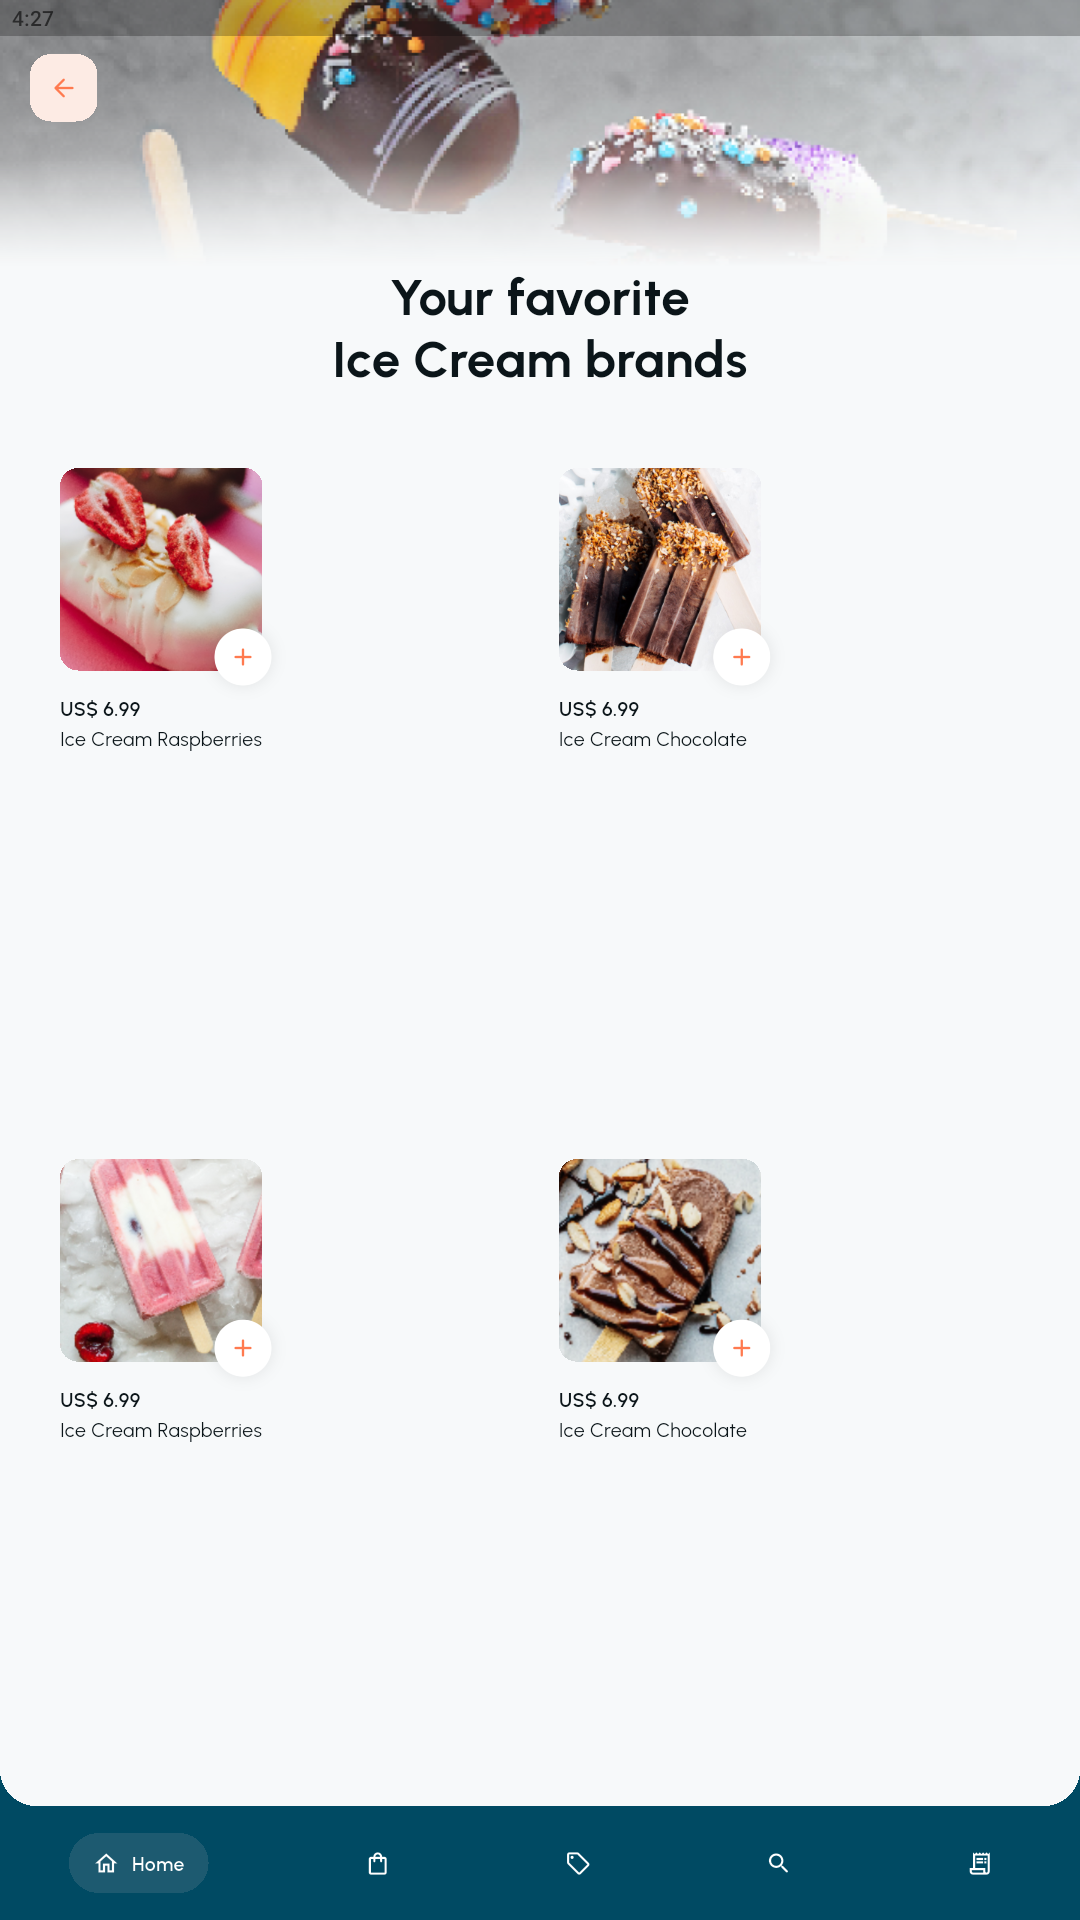 4:27
Your favorite
Ice Cream brands
US$ 6.99
Ice Cream Raspberries
US$ 6.99
Ice Cream Chocolate
US$ 6.99
Ice Cream Raspberries
US$ 6.99
Ice Cream Chocolate
Home